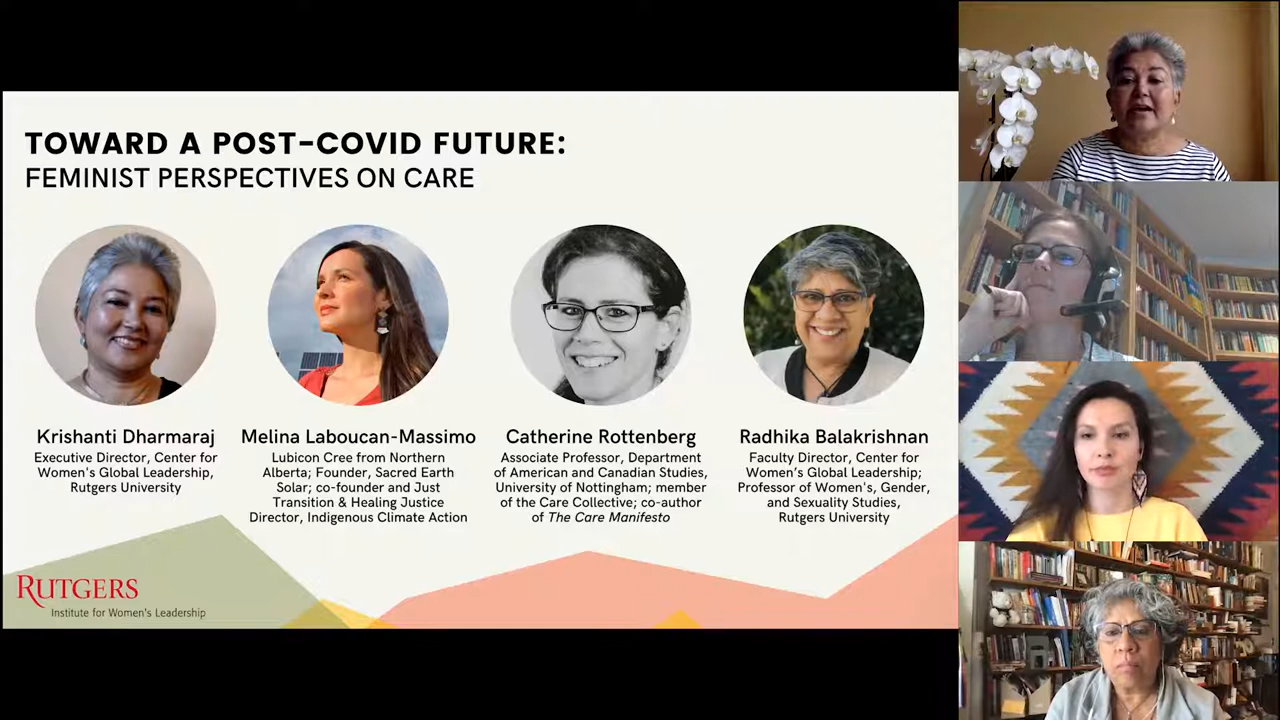 TOWARD A POST-COVID FUTURE:
FEMINIST PERSPECTIVES ON CARE
Krishanti Dharmaraj
Executive Director, Center for
Women's Global Leadership,
Rutgers University
Melina Laboucan-Massimo
Lubicon Cree from Northern
Alberta; Founder, Sacred Earth
Solar; co-founder and Just
Transition & Healing Justice
Director, Indigenous Climate Action
Catherine Rottenberg
Associate Professor, Department
of American and Canadian Studies,
University of Nottingham; member
of the Care Collective; co-author
of The Care Manifesto
Radhika Balakrishnan
Faculty Director, Center for
Women's Global Leadership;
Professor of Women's, Gender,
and Sexuality Studies,
Rutgers University
RUTGERS
Institute for Women's Leadership